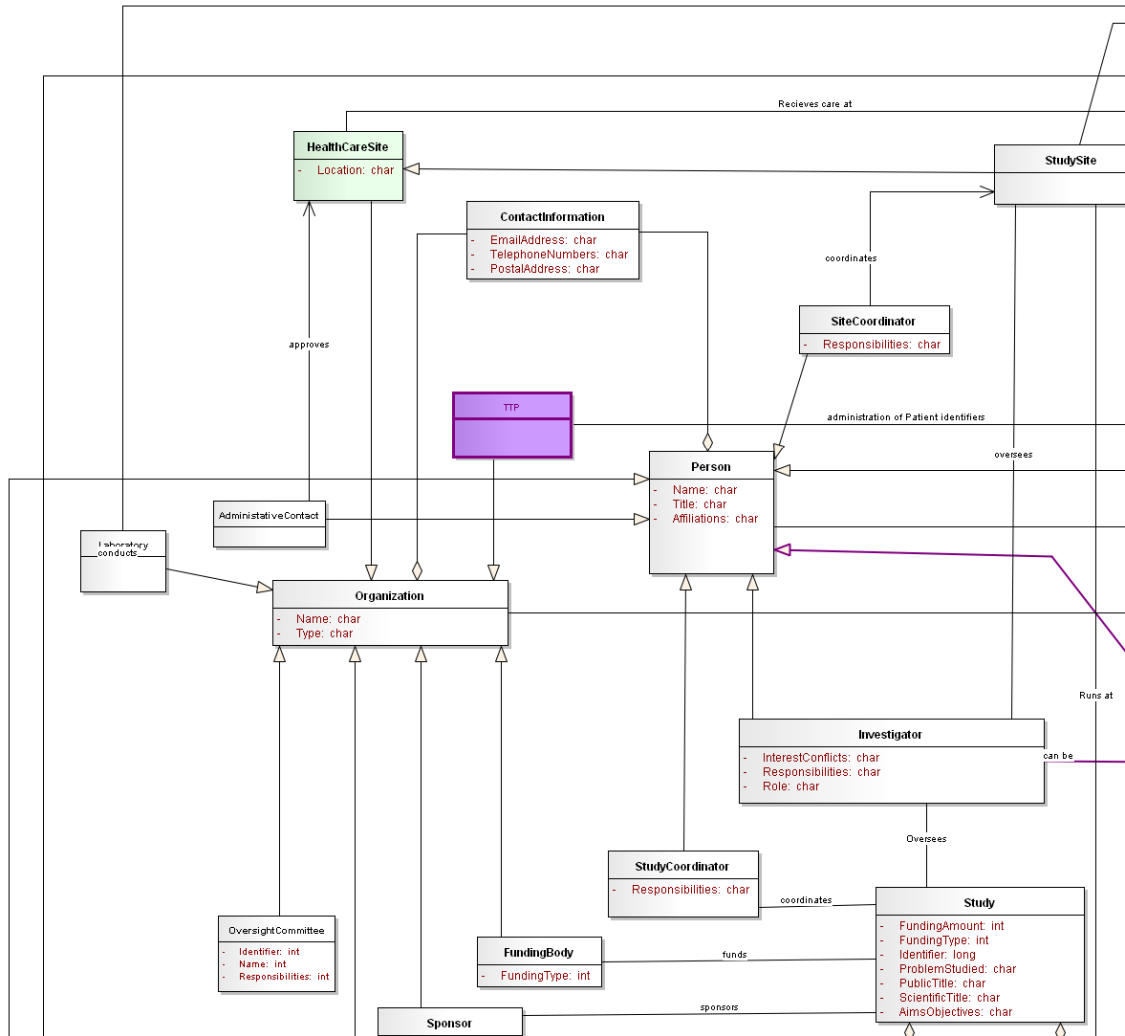 Recieves care at
HealthCareSite
- Location: char
StudySite
ContactInformation
- EmailAddress: char
- TelephoneNumbers: char
- PostalAddress: char
coordinates
SiteCoordinator
- Responsibilities: char
approves
TTP
administration of Patient identifiers
oversees
Person
- Name: char
- Title: char
- Affiliations: char
AdministativeContact
Laboratory
conducts
Organization
- Name: char
- Type: char
Runs at
Investigator
- InterestConflicts: char
- Responsibilities: char
- Role: char
can be
Oversees
StudyCoordinator
- Responsibilities: char
coordinates
Study
- FundingAmount: int
- FundingType: int
- Identifier: long
- ProblemStudied: char
- PublicTitle: char
- ScientificTitle: char
- AimsObjectives: char
OversightCommittee
- Identifier: int
- Name: int
- Responsibilities: int
FundingBody
- FundingType: int
funds
sponsors
Sponsor